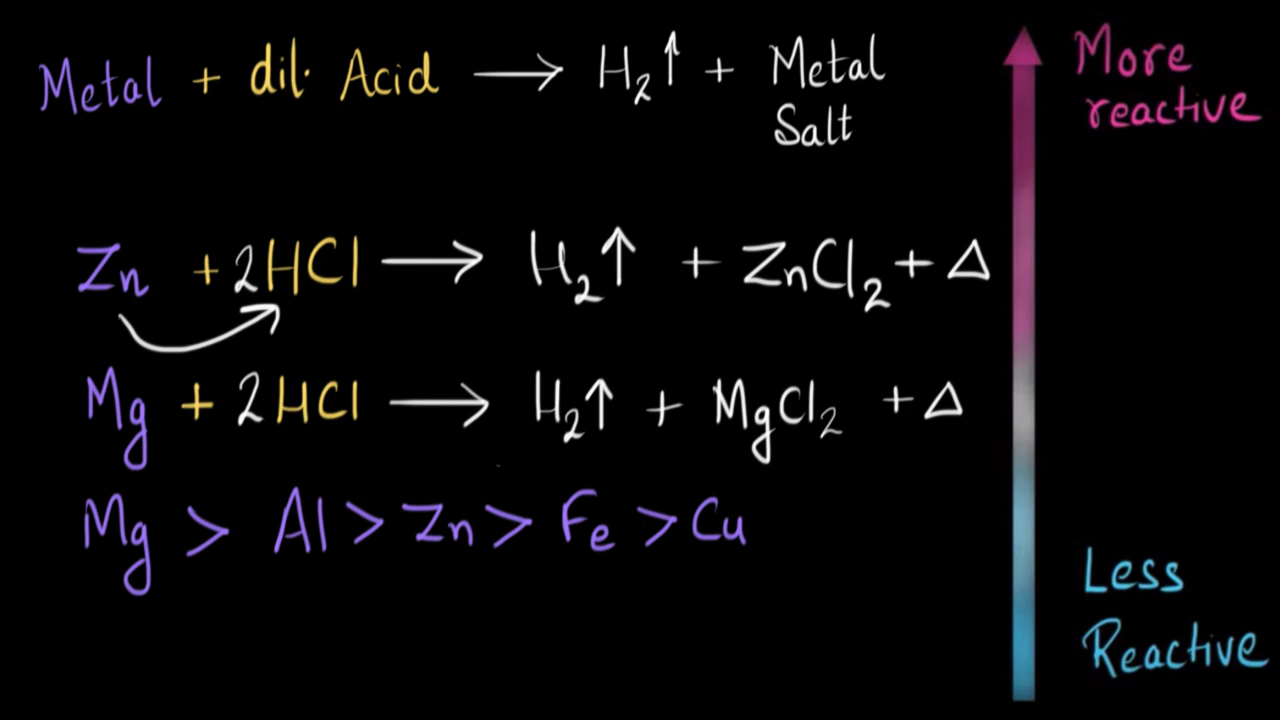 Metal + dil. Acid ⟶ H₂↑ + Metal
Salt
More
reactive
Zn + 2HCl ⟶ H₂↑ + ZnCl₂ + Δ
Mg + 2HCl ⟶ H₂↑ + MgCl₂ + Δ
Mg > Al > Zn > Fe > Cu
Less
Reactive